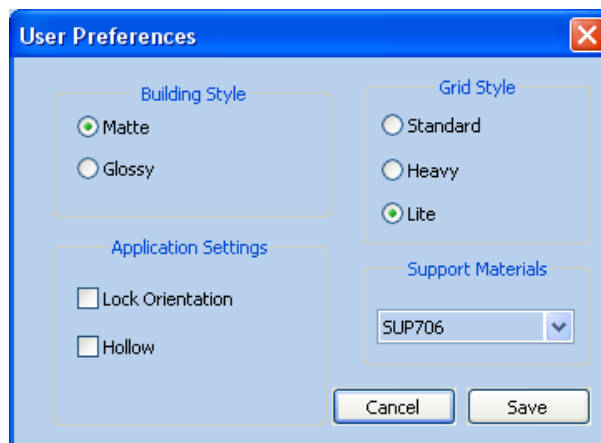 User Preferences
Building Style
Matte
Glossy
Grid Style
Standard
Heavy
Lite
Application Settings
Lock Orientation
Hollow
Support Materials
SUP706
Cancel
Save